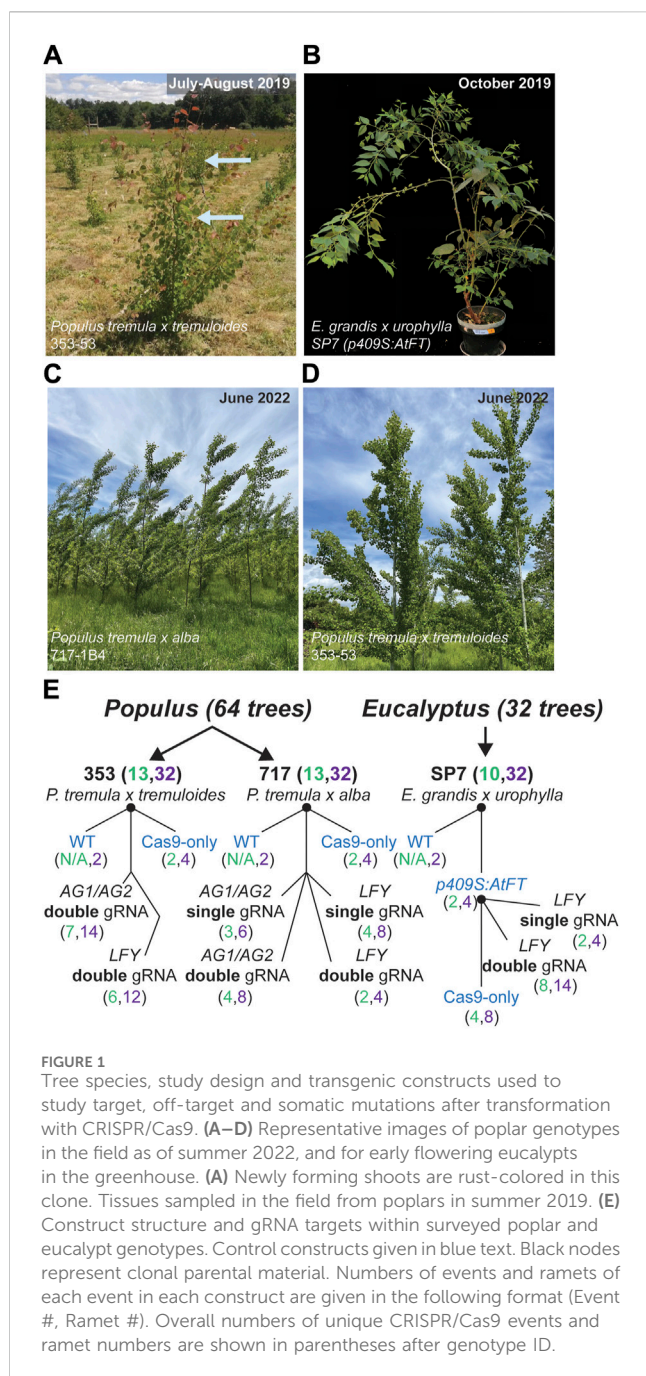 A
B
July-August 2019
October 2019
Populus tremula x tremuloides
353-53
E. grandis x urophylla
SP7 (p409S:AtFT)
C
D
June 2022
June 2022
Populus tremula x alba
717-1B4
Populus tremula x tremuloides
353-53
E
Populus (64 trees)
Eucalyptus (32 trees)
353 (13,32)
717 (13,32)
SP7 (10,32)
P. tremula x tremuloides
P. tremula x alba
E. grandis x urophylla
WT
(N/A,2)
Cas9-only
(2,4)
WT
(N/A,2)
Cas9-only
(2,4)
WT
(N/A,2)
AG1/AG2
double gRNA
(7,14)
LFY
double gRNA
(6,12)
AG1/AG2
single gRNA
(3,6)
LFY
single gRNA
(4,8)
AG1/AG2
double gRNA
(4,8)
LFY
double gRNA
(2,4)
p409S:AtFT
(2,4)
LFY
single gRNA
(2,4)
LFY
double gRNA
(8,14)
Cas9-only
(4,8)
FIGURE 1
Tree species, study design and transgenic constructs used to
study target, off-target and somatic mutations after transformation
with CRISPR/Cas9. (A–D) Representative images of poplar genotypes
in the field as of summer 2022, and for early flowering eucalypts
in the greenhouse. (A) Newly forming shoots are rust-colored in this
clone. Tissues sampled in the field from poplars in summer 2019. (E)
Construct structure and gRNA targets within surveyed poplar and
eucalypt genotypes. Control constructs given in blue text. Black nodes
represent clonal parental material. Numbers of events and ramets of
each event in each construct are given in the following format (Event
#, Ramet #). Overall numbers of unique CRISPR/Cas9 events and
ramet numbers are shown in parentheses after genotype ID.